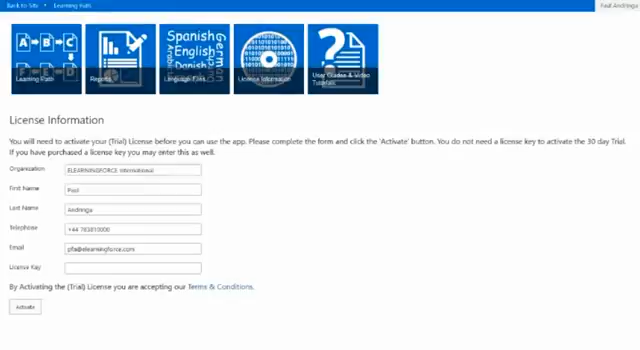 Back to Site
Learning Path
Paul Andringa
A B C
D E F
Learning Path
Reports
Spanish
English
Danish
German
Arabic
Language Files
License Information
User Guides & Video
Tutorials
License Information
You will need to activate your (Trial) License before you can use the app. Please complete the form and click the 'Activate' button. You do not need a license key to activate the 30 day Trial.
If you have purchased a license key you may enter this as well.
Organization
ELEARNINGFORCE International
First Name
Paul
Last Name
Andringa
Telephone
Email
pfa@elearningforce.com
License Key
By Activating the (Trial) License you are accepting our Terms & Conditions.
Activate